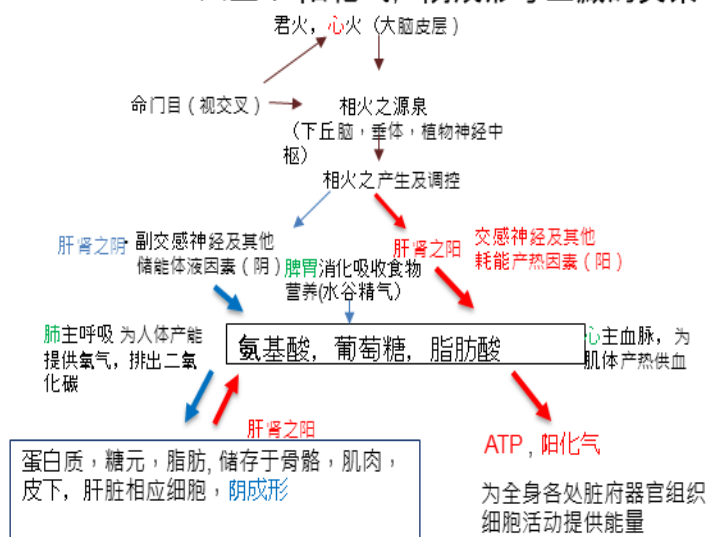 君火，心火（大脑皮层）
命门目（视交叉）
相火之源泉
（下丘脑，垂体，植物神经中
枢）
相火之产生及调控
肝肾之阴
副交感神经及其他
储能体液因素（阴）
脾胃消化吸收食物
营养(水谷精气）
肝肾之阳
交感神经及其他
耗能产热因素（阳）
肺主呼吸 为人体产能
提供氧气，排出二氧
化碳
氨基酸，葡萄糖，脂肪酸
心主血脉，为
肌体产热供血
肝肾之阳
蛋白质，糖元，脂肪, 储存于骨骼，肌肉，
皮下，肝脏相应细胞，阴成形
ATP , 阳化气
为全身各处脏府器官组织
细胞活动提供能量